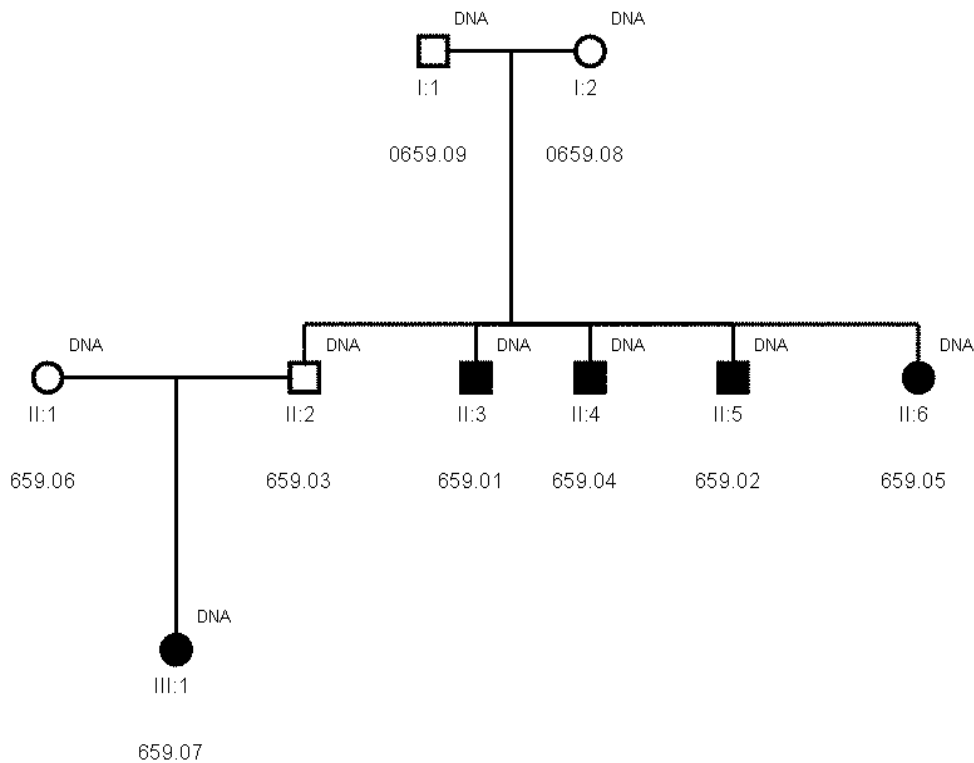 DNA DNA
I:1 I:2
0659.09 0659.08
DNA DNA DNA DNA DNA DNA
II:1 II:2 II:3 II:4 II:5 II:6
659.06 659.03 659.01 659.04 659.02 659.05
DNA
III:1
659.07